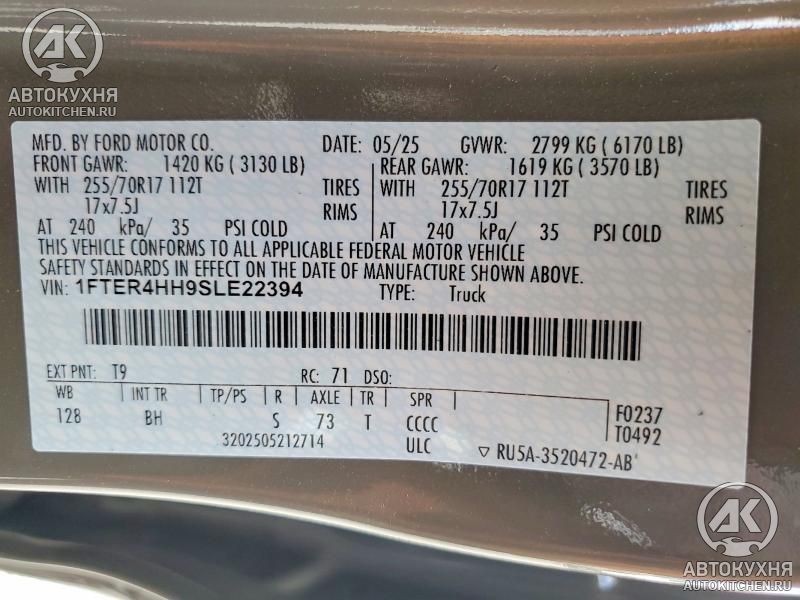 AK
АВТОКУХНЯ
AUTOKITCHEN.RU
MFD. BY FORD MOTOR CO. DATE: 05/25 GVWR: 2799 KG ( 6170 LB)
FRONT GAWR: 1420 KG ( 3130 LB) REAR GAWR: 1619 KG ( 3570 LB)
WITH 255/70R17 112T TIRES WITH 255/70R17 112T TIRES
17x7.5J RIMS 17x7.5J RIMS
AT 240 kPa/ 35 PSI COLD AT 240 kPa/ 35 PSI COLD
THIS VEHICLE CONFORMS TO ALL APPLICABLE FEDERAL MOTOR VEHICLE
SAFETY STANDARDS IN EFFECT ON THE DATE OF MANUFACTURE SHOWN ABOVE.
VIN: 1FTER4HH9SLE22394 TYPE: Truck
EXT PNT: T9 RC: 71 DSO:
WB INT TR TP/PS R AXLE TR SPR
128 BH S 73 T CCCC F0237
3202505212714 ULC T0492
▽ RU5A-3520472-AB
AK
АВТОКУХНЯ
AUTOKITCHEN.RU